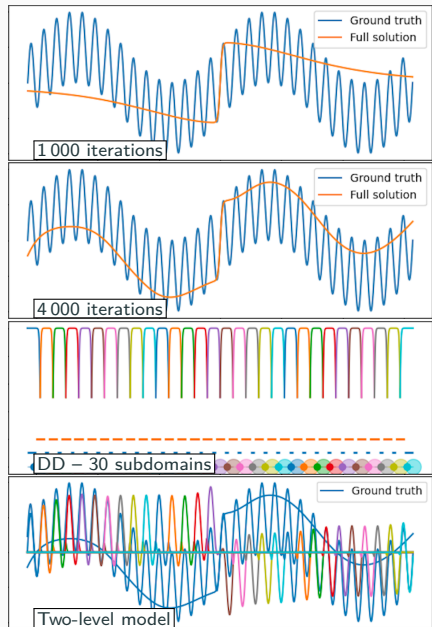 Ground truth
Full solution
1 000 iterations
Ground truth
Full solution
4 000 iterations
DD – 30 subdomains
Ground truth
Two-level model